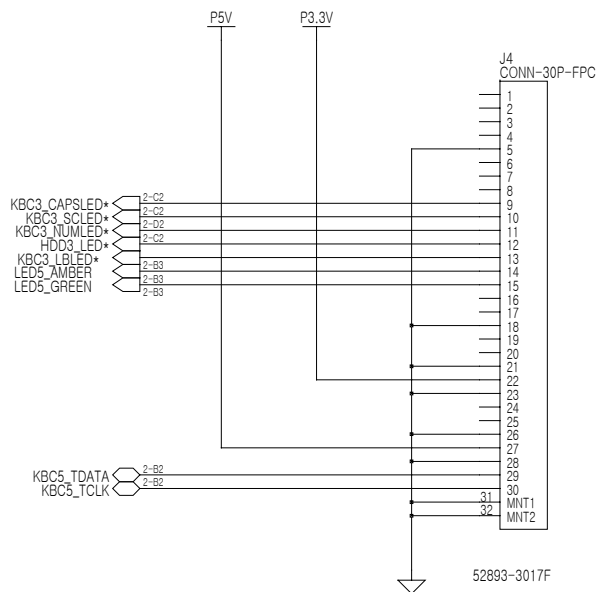 P5V P3.3V
J4
CONN-30P-FPC
1
2
3
4
5
6
7
8
KBC3_CAPSLED* 2-C2 9
KBC3_SCLED* 2-C2 10
KBC3_NUMLED* 2-D2 11
HDD3_LED* 2-C2 12
KBC3_LBLED* 13
LED5_AMBER 2-B3 14
LED5_GREEN 2-B3 15
2-B3
16
17
18
19
20
21
22
23
24
25
26
27
28
KBC5_TDATA 2-B2 29
KBC5_TCLK 2-B2 30
31 MNT1
32 MNT2
52893-3017F